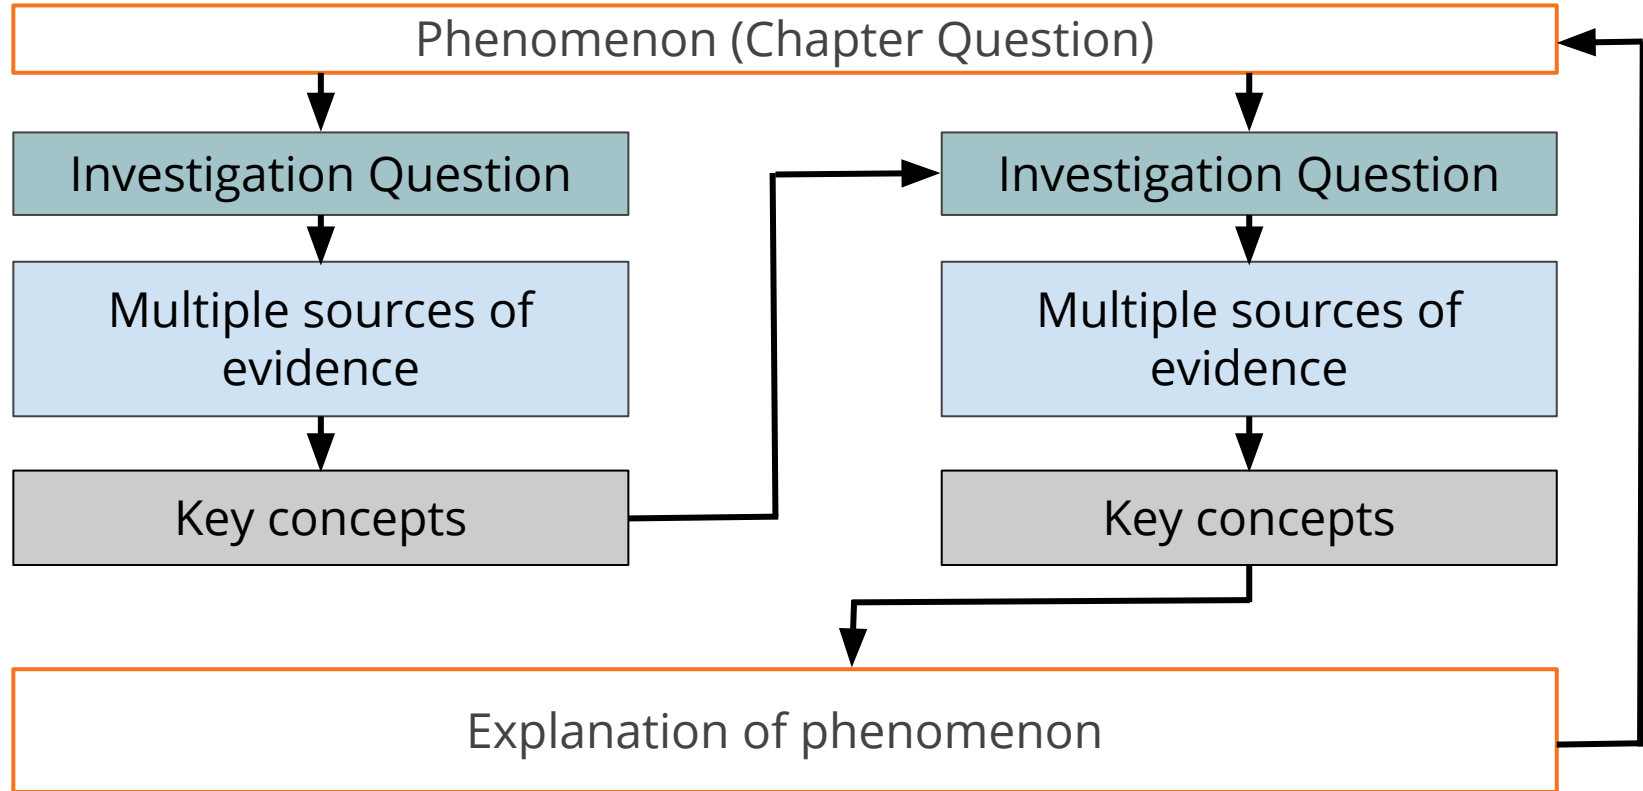 Phenomenon (Chapter Question)
Investigation Question
Multiple sources of
evidence
Key concepts
Investigation Question
Multiple sources of
evidence
Key concepts
Explanation of phenomenon